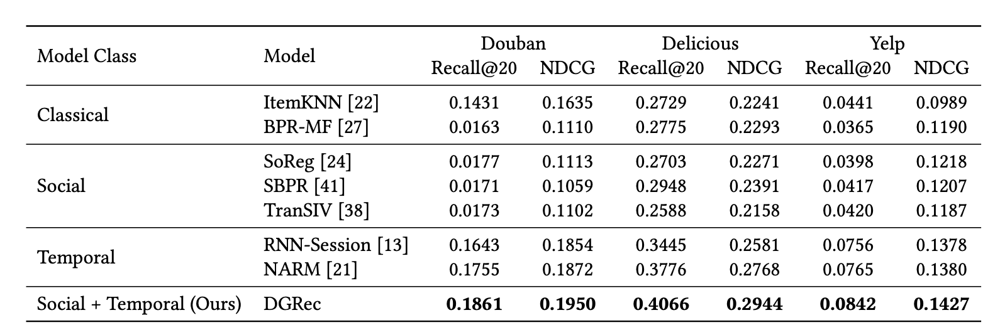 Model Class Model Douban Delicious Yelp
Recall@20 NDCG Recall@20 NDCG Recall@20 NDCG
Classical ItemKNN [22] 0.1431 0.1635 0.2729 0.2241 0.0441 0.0989
BPR-MF [27] 0.0163 0.1110 0.2775 0.2293 0.0365 0.1190
Social SoReg [24] 0.0177 0.1113 0.2703 0.2271 0.0398 0.1218
SBPR [41] 0.0171 0.1059 0.2948 0.2391 0.0417 0.1207
TranSIV [38] 0.0173 0.1102 0.2588 0.2158 0.0420 0.1187
Temporal RNN-Session [13] 0.1643 0.1854 0.3445 0.2581 0.0756 0.1378
NARM [21] 0.1755 0.1872 0.3776 0.2768 0.0765 0.1380
Social + Temporal (Ours) DGRec 0.1861 0.1950 0.4066 0.2944 0.0842 0.1427